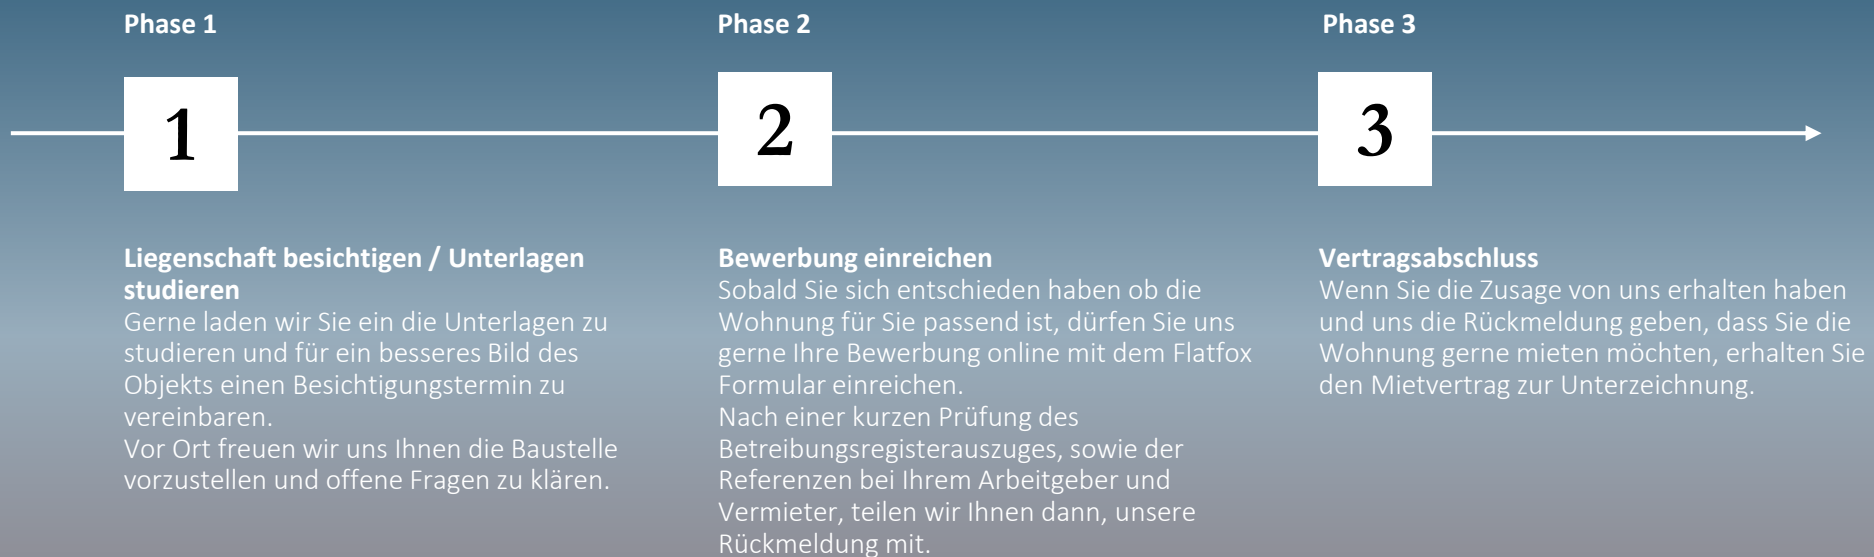 Phase 1
1
Liegenschaft besichtigen / Unterlagen
studieren
Gerne laden wir Sie ein die Unterlagen zu
studieren und für ein besseres Bild des
Objekts einen Besichtigungstermin zu
vereinbaren.
Vor Ort freuen wir uns Ihnen die Baustelle
vorzustellen und offene Fragen zu klären.
Phase 2
2
Bewerbung einreichen
Sobald Sie sich entschieden haben ob die
Wohnung für Sie passend ist, dürfen Sie uns
gerne Ihre Bewerbung online mit dem Flatfox
Formular einreichen.
Nach einer kurzen Prüfung des
Betreibungsregisterauszuges, sowie der
Referenzen bei Ihrem Arbeitgeber und
Vermieter, teilen wir Ihnen dann, unsere
Rückmeldung mit.
Phase 3
3
Vertragsabschluss
Wenn Sie die Zusage von uns erhalten haben
und uns die Rückmeldung geben, dass Sie die
Wohnung gerne mieten möchten, erhalten Sie
den Mietvertrag zur Unterzeichnung.